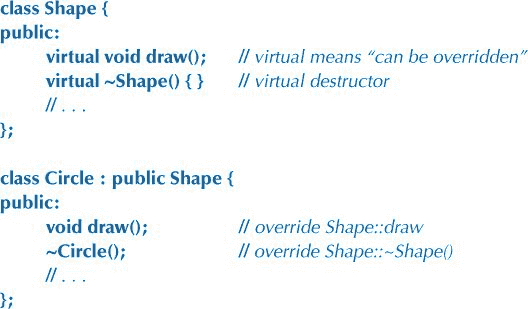 class Shape {
public:
virtual void draw(); // virtual means “can be overridden”
virtual ~Shape() { } // virtual destructor
// . . .
};
class Circle : public Shape {
public:
void draw(); // override Shape::draw
~Circle(); // override Shape::~Shape()
// . . .
};